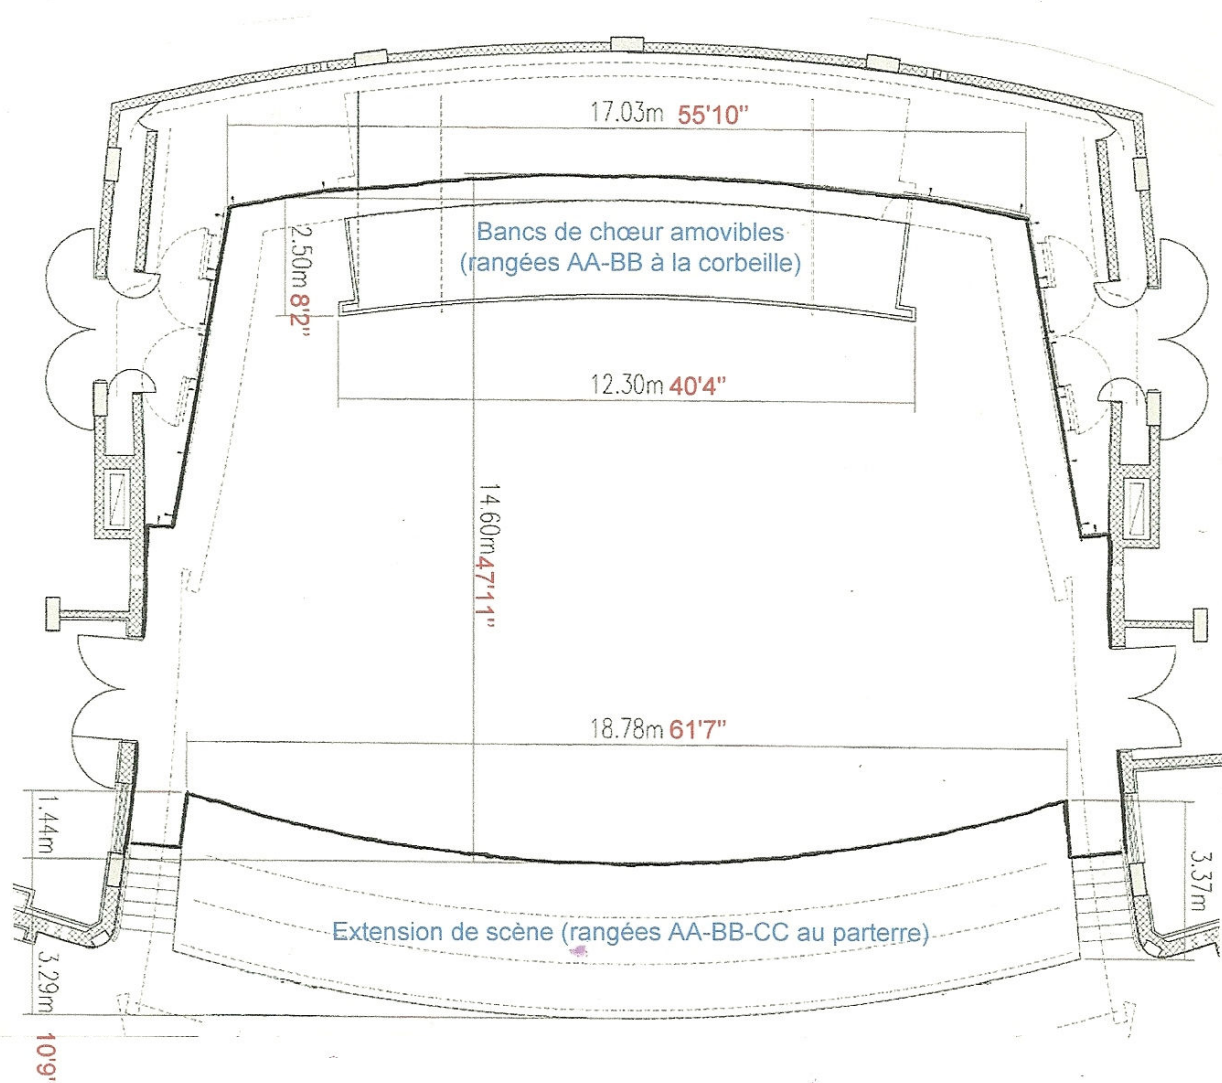 17.03m 55'10"
Bancs de chœur amovibles
(rangées AA-BB à la corbeille)
2.50m 8'2"
12.30m 40'4"
14.60m 47'11"
18.78m 61'7"
1.44m
3.37m
Extension de scène (rangées AA-BB-CC au parterre)
3.29m 10'9'